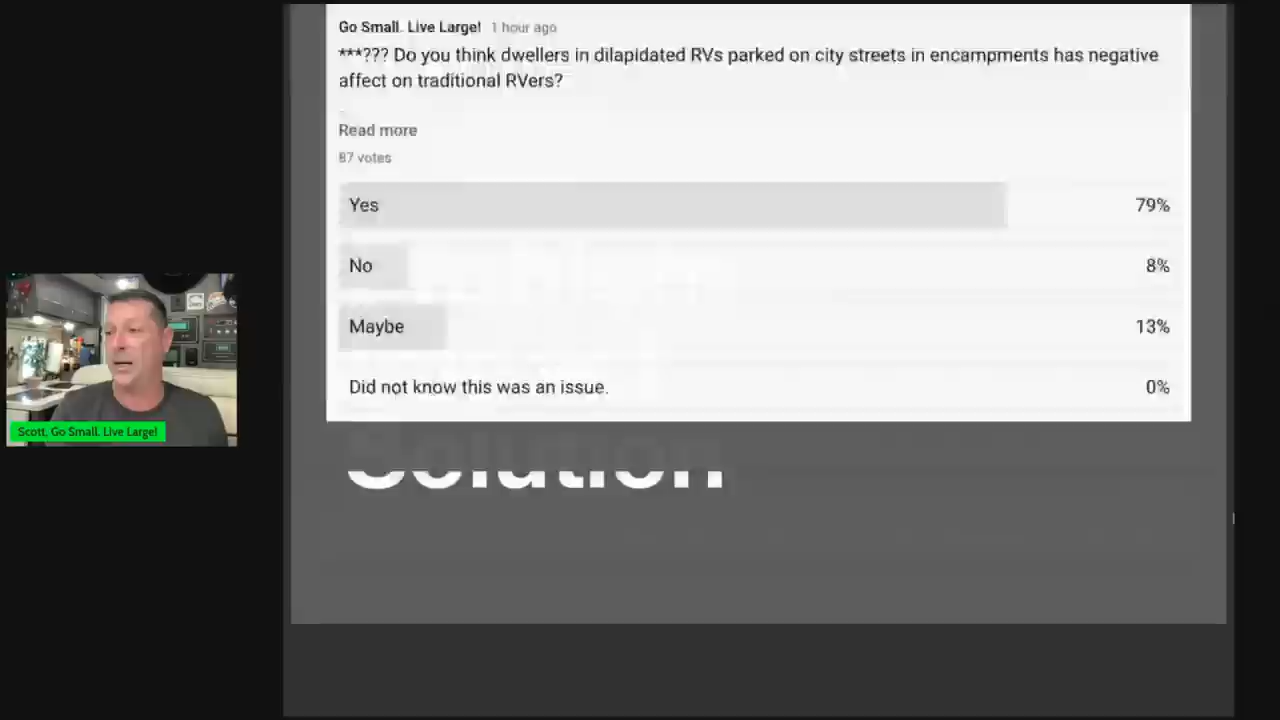 Go Small. Live Large! 1 hour ago
***??? Do you think dwellers in dilapidated RVs parked on city streets in encampments has negative
affect on traditional RVers?
Read more
87 votes
Yes 79%
No 8%
Maybe 13%
Did not know this was an issue. 0%
Solution
Scott, Go Small. Live Large!